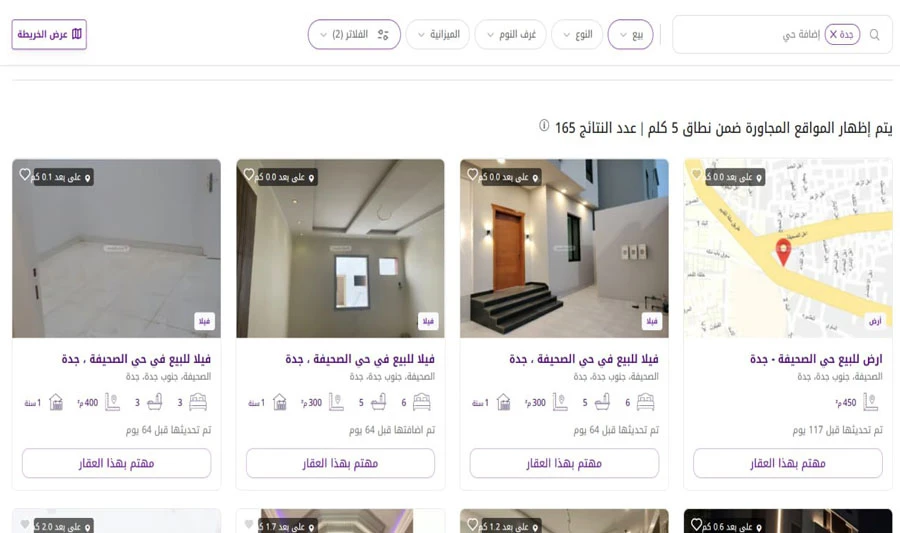 جدة
إضافة حي
بيع
النوع
غرف النوم
الميزانية
الفلاتر (2)
عرض الخريطة
يتم إظهار المواقع المجاورة ضمن نطاق 5 كلم | عدد النتائج 165
على بعد 0.0 كم
أرض
ارض للبيع حي الصحيفة - جدة
الصحيفة، جنوب جدة، جدة
450 م²
تم تحديثها قبل 117 يوم
مهتم بهذا العقار
على بعد 0.0 كم
فيلا
فيلا للبيع في حي الصحيفة ، جدة
الصحيفة، جنوب جدة، جدة
6 5 300 م² 1 سنة
تم تحديثها قبل 64 يوم
مهتم بهذا العقار
على بعد 0.0 كم
فيلا
فيلا للبيع في حي الصحيفة ، جدة
الصحيفة، جنوب جدة، جدة
6 5 300 م² 1 سنة
تم اضافتها قبل 64 يوم
مهتم بهذا العقار
على بعد 0.1 كم
فيلا
فيلا للبيع في حي الصحيفة ، جدة
الصحيفة، جنوب جدة، جدة
3 3 400 م² 1 سنة
تم تحديثها قبل 64 يوم
مهتم بهذا العقار
على بعد 0.6 كم
على بعد 1.2 كم
على بعد 1.7 كم
على بعد 2.0 كم